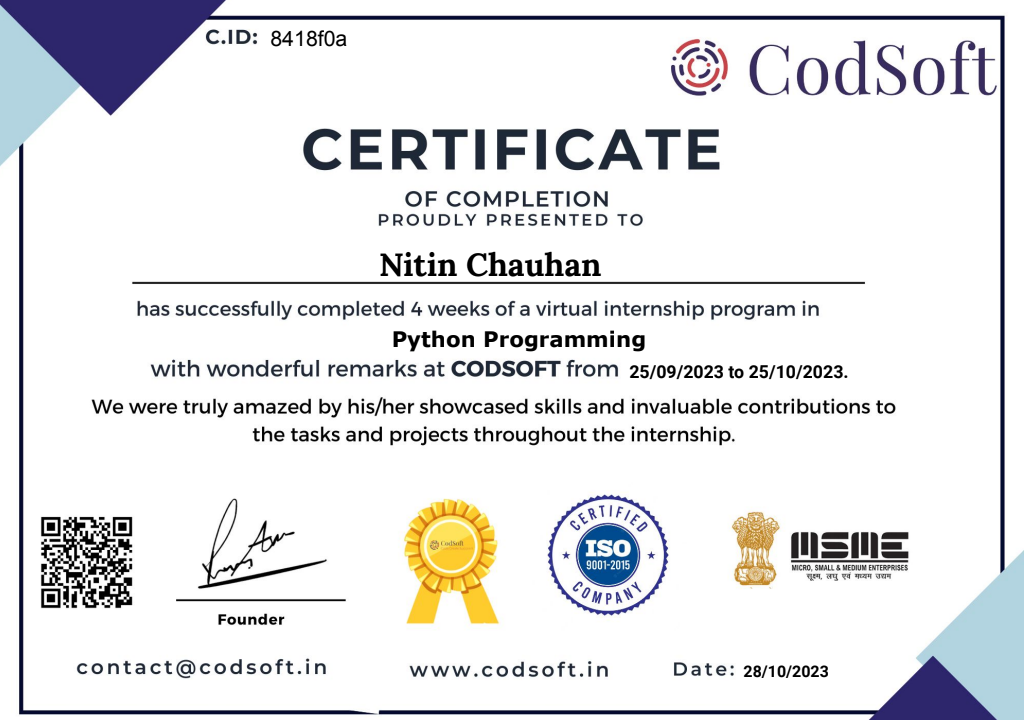 C.ID: 8418f0a
CodSoft
CERTIFICATE
OF COMPLETION
PROUDLY PRESENTED TO
Nitin Chauhan
has successfully completed 4 weeks of a virtual internship program in
Python Programming
with wonderful remarks at CODSOFT from 25/09/2023 to 25/10/2023.
We were truly amazed by his/her showcased skills and invaluable contributions to
the tasks and projects throughout the internship.
Founder
CodSoft
CERTIFIED
ISO
9001-2015
COMPANY
MSME
MICRO, SMALL & MEDIUM ENTERPRISES
सूक्ष्म, लघु एवं मध्यम उद्यम
contact@codsoft.in
www.codsoft.in
Date: 28/10/2023